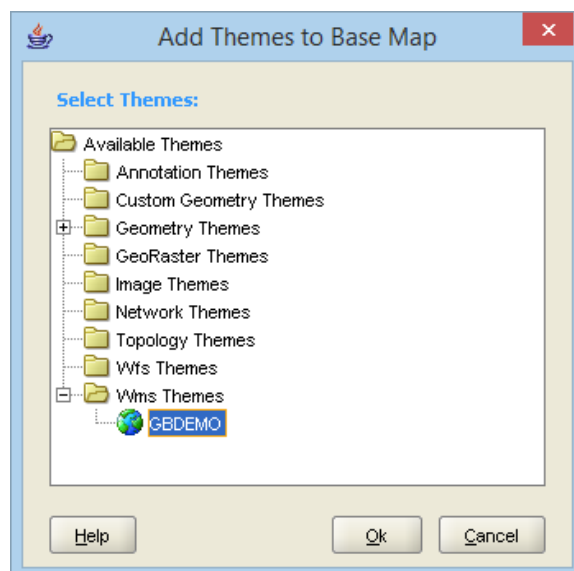 Add Themes to Base Map
Select Themes:
Available Themes
Annotation Themes
Custom Geometry Themes
Geometry Themes
GeoRaster Themes
Image Themes
Network Themes
Topology Themes
Wfs Themes
Wms Themes
GBDEMO
Help Ok Cancel